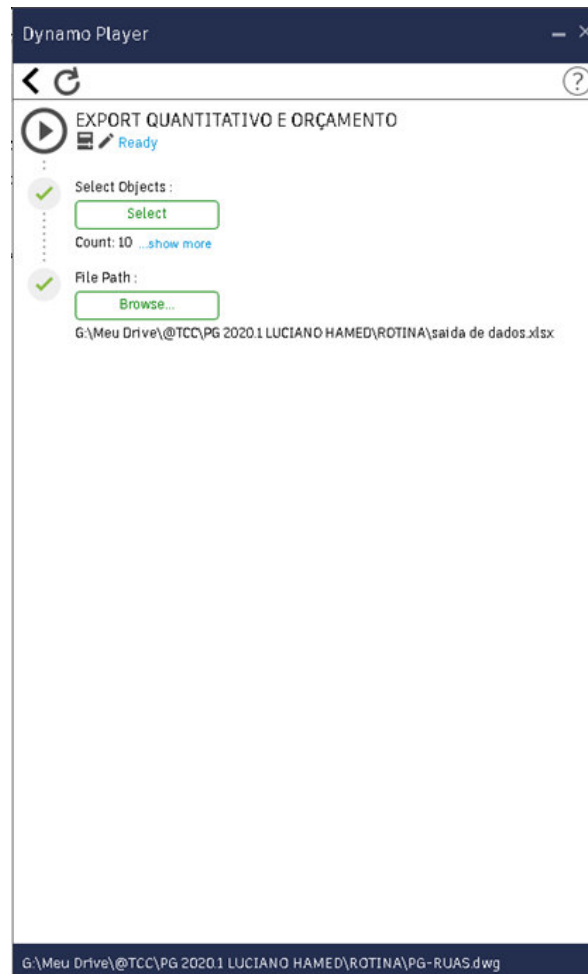 Dynamo Player
?
EXPORT QUANTITATIVO E ORÇAMENTO
Ready
Select Objects :
Select
Count: 10 ...show more
File Path :
Browse...
G:\Meu Drive\@TCC\PG 2020.1 LUCIANO HAMED\ROTINA\saida de dados.xlsx
G:\Meu Drive\@TCC\PG 2020.1 LUCIANO HAMED\ROTINA\PG-RUAS.dwg